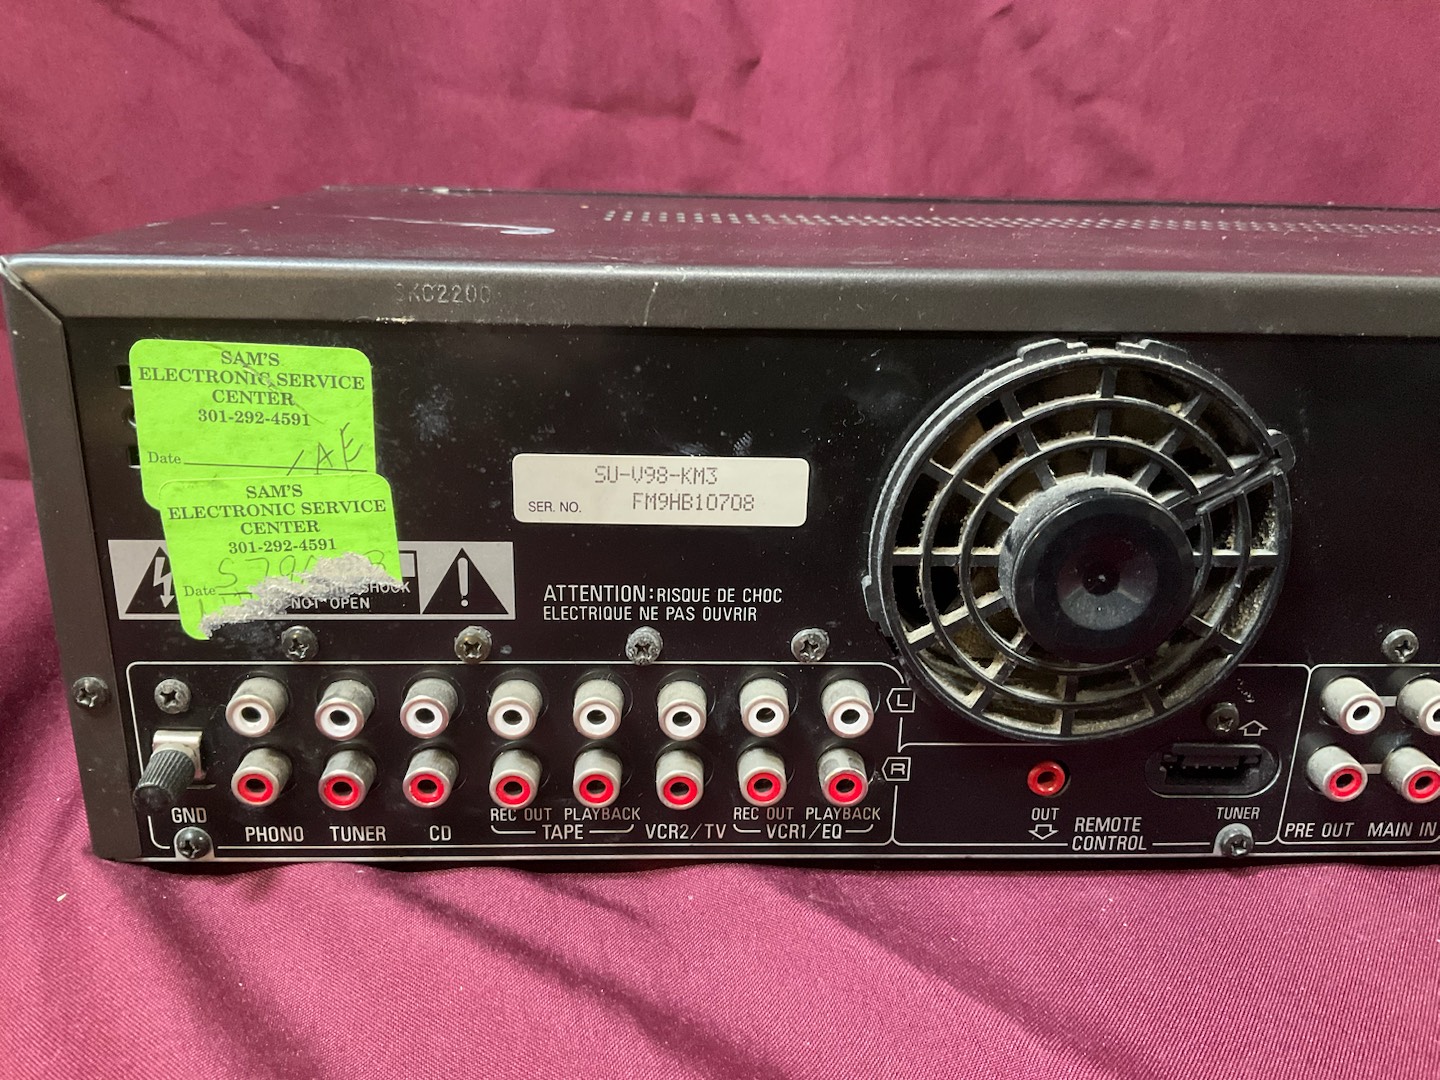 SKC2200
SAM'S
ELECTRONIC SERVICE
CENTER
301-292-4591
Date
SAM'S
ELECTRONIC SERVICE
CENTER
301-292-4591
Date
SHOCK
NOT OPEN
SU-V98-KM3
SER. NO. FM9HB10708
ATTENTION: RISQUE DE CHOC
ELECTRIQUE NE PAS OUVRIR
L
R
GND
PHONO
TUNER
CD
REC OUT PLAYBACK
TAPE
VCR2/TV
REC OUT PLAYBACK
VCR1/EQ
OUT
REMOTE
CONTROL
TUNER
PRE OUT
MAIN IN